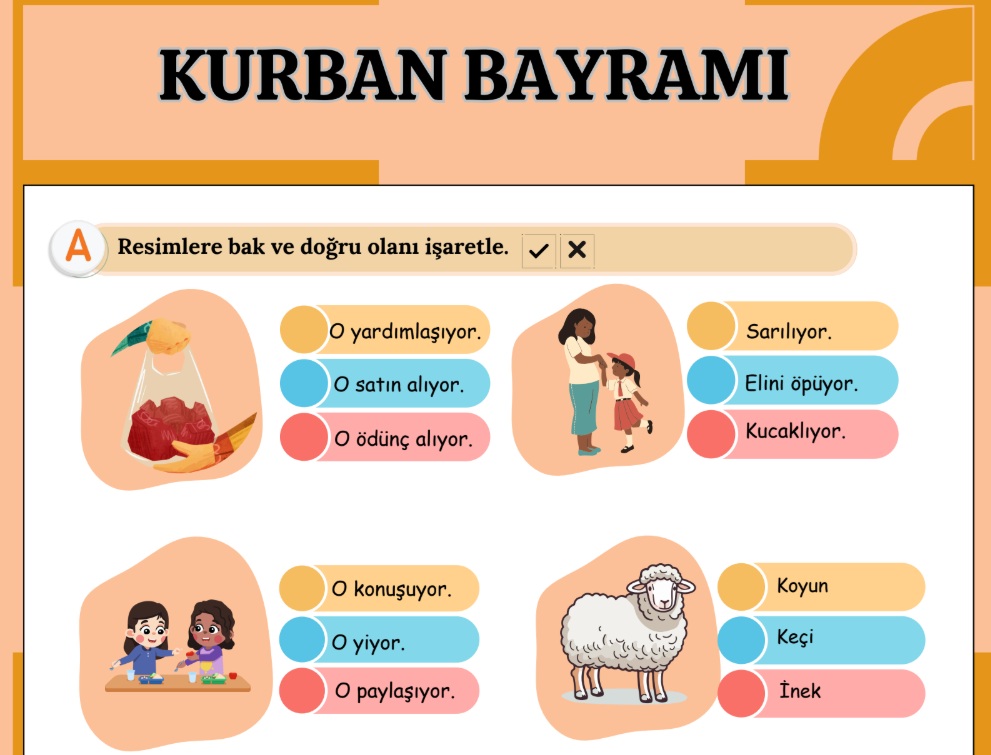 KURBAN BAYRAMI
A
Resimlere bak ve doğru olanı işaretle.
O yardımlaşıyor.
O satın alıyor.
O ödünç alıyor.
Sarılıyor.
Elini öpüyor.
Kucaklıyor.
O konuşuyor.
O yiyor.
O paylaşıyor.
Koyun
Keçi
İnek